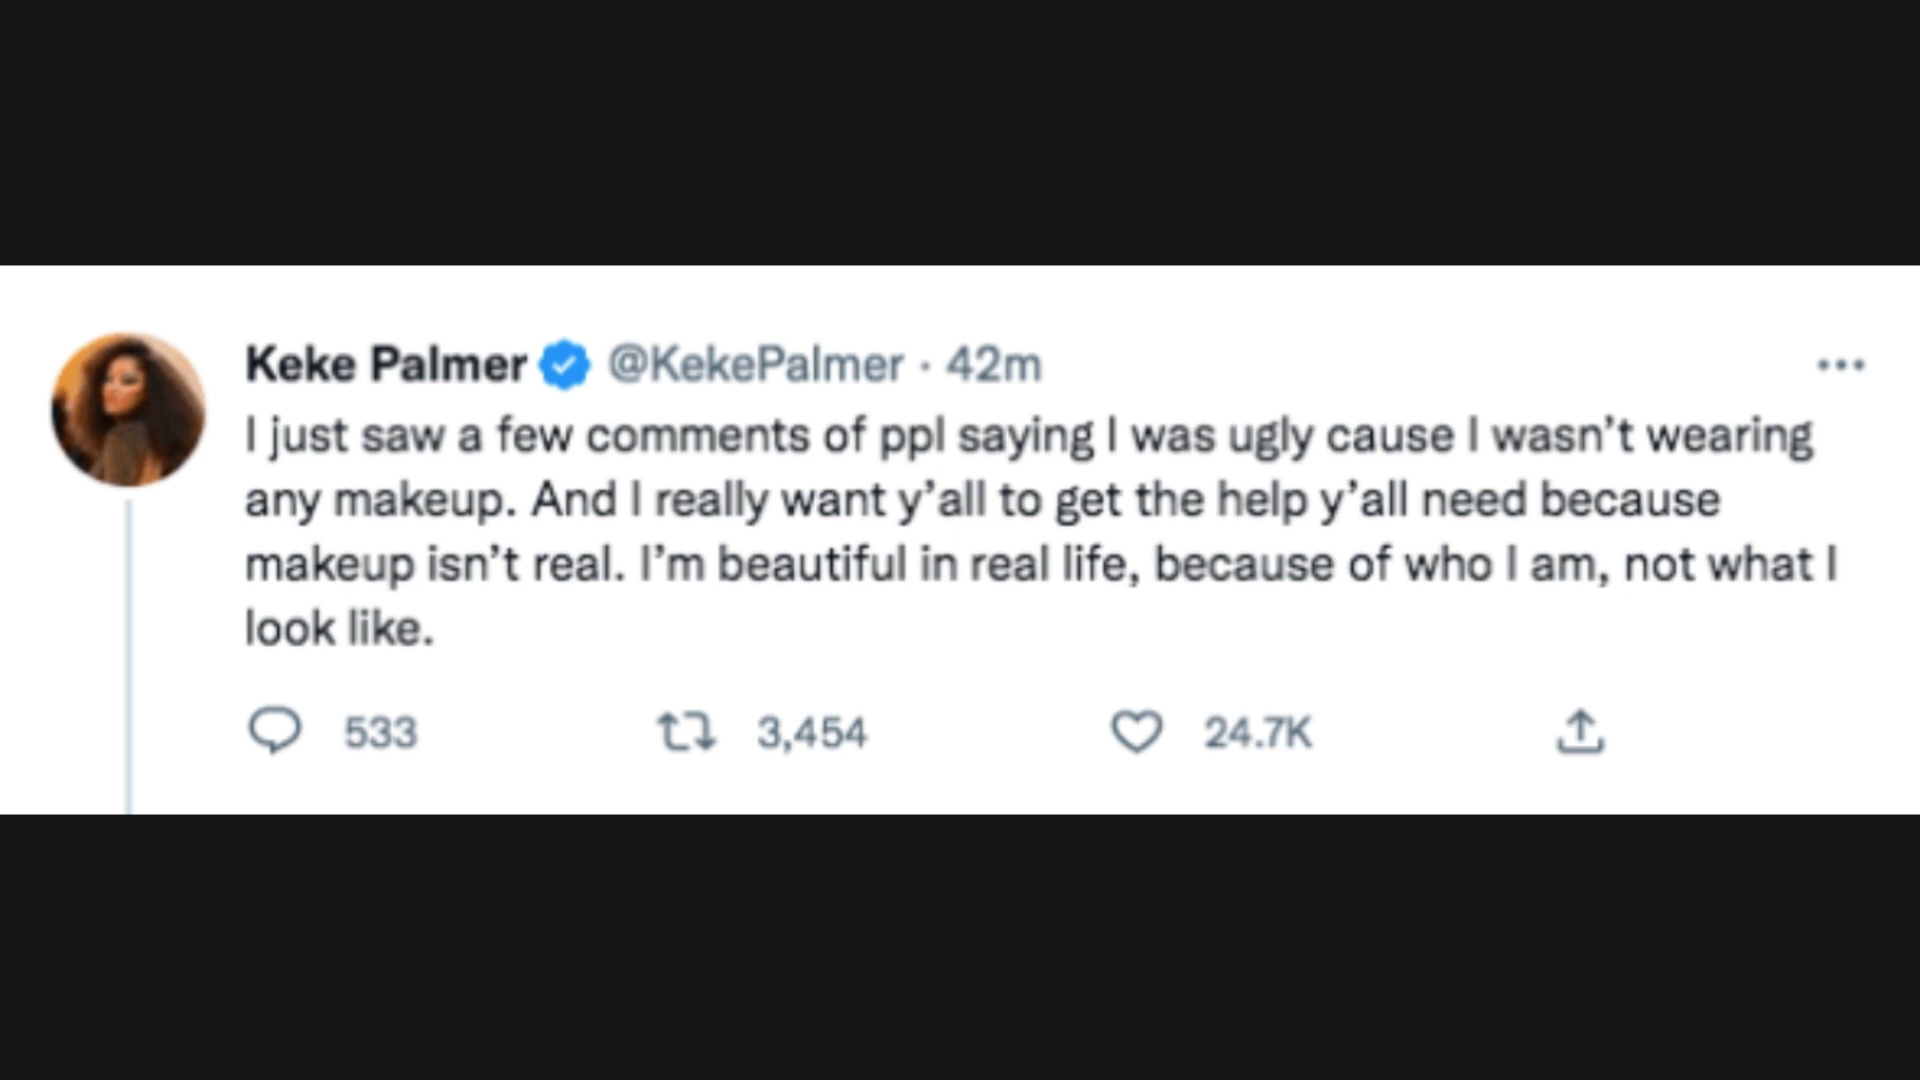 Keke Palmer @KekePalmer · 42m
I just saw a few comments of ppl saying I was ugly cause I wasn’t wearing
any makeup. And I really want y’all to get the help y’all need because
makeup isn’t real. I’m beautiful in real life, because of who I am, not what I
look like.
533 3,454 24.7K